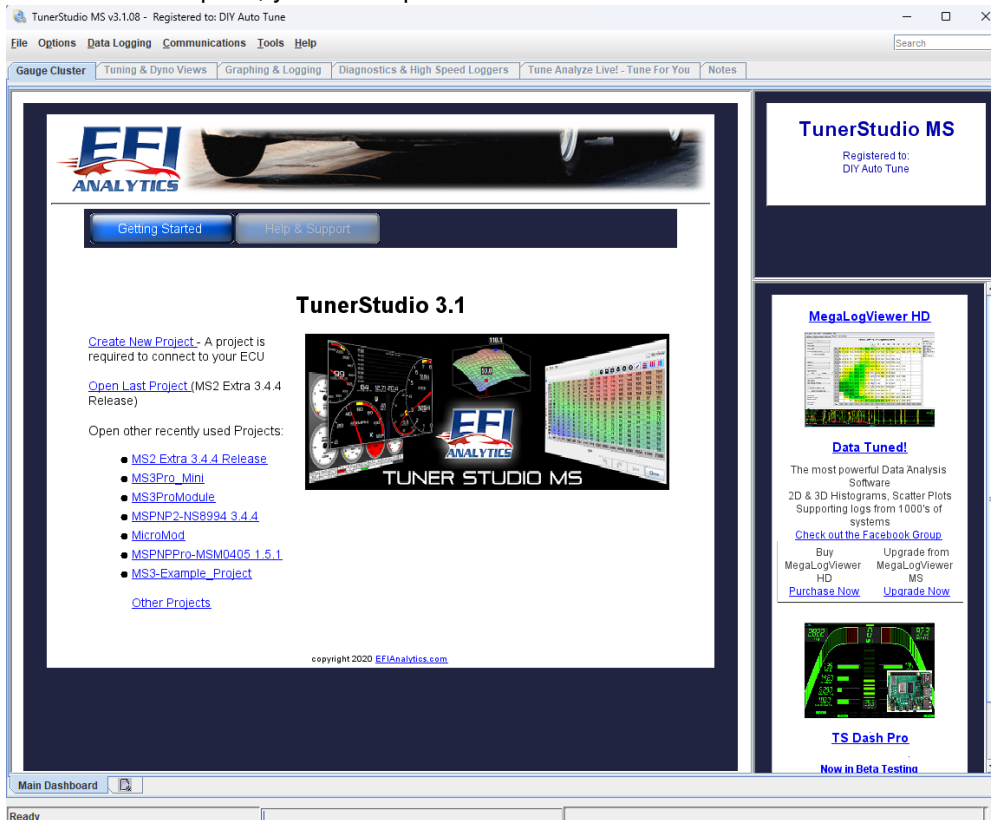 TunerStudio MS v3.1.08 - Registered to: DIY Auto Tune
File Options Data Logging Communications Tools Help
Search
Gauge Cluster Tuning & Dyno Views Graphing & Logging Diagnostics & High Speed Loggers Tune Analyze Live! - Tune For You Notes
EFI
ANALYTICS
Getting Started Help & Support
TunerStudio 3.1
Create New Project - A project is
required to connect to your ECU
Open Last Project (MS2 Extra 3.4.4
Release)
Open other recently used Projects:
MS2 Extra 3.4.4 Release
MS3Pro_Mini
MS3ProModule
MSPNP2-NS8994 3.4.4
MicroMod
MSPNPPro-MSM0405 1.5.1
MS3-Example_Project
Other Projects
EFI
ANALYTICS
TUNER STUDIO MS
copyright 2020 EFIAnalytics.com
TunerStudio MS
Registered to:
DIY Auto Tune
MegaLogViewer HD
Data Tuned!
The most powerful Data Analysis
Software
2D & 3D Histograms, Scatter Plots
Supporting logs from 1000's of
systems
Check out the Facebook Group
Buy
MegaLogViewer
HD
Purchase Now
Upgrade from
MegaLogViewer
MS
Upgrade Now
TS Dash Pro
Now in Beta Testing
Main Dashboard
Ready